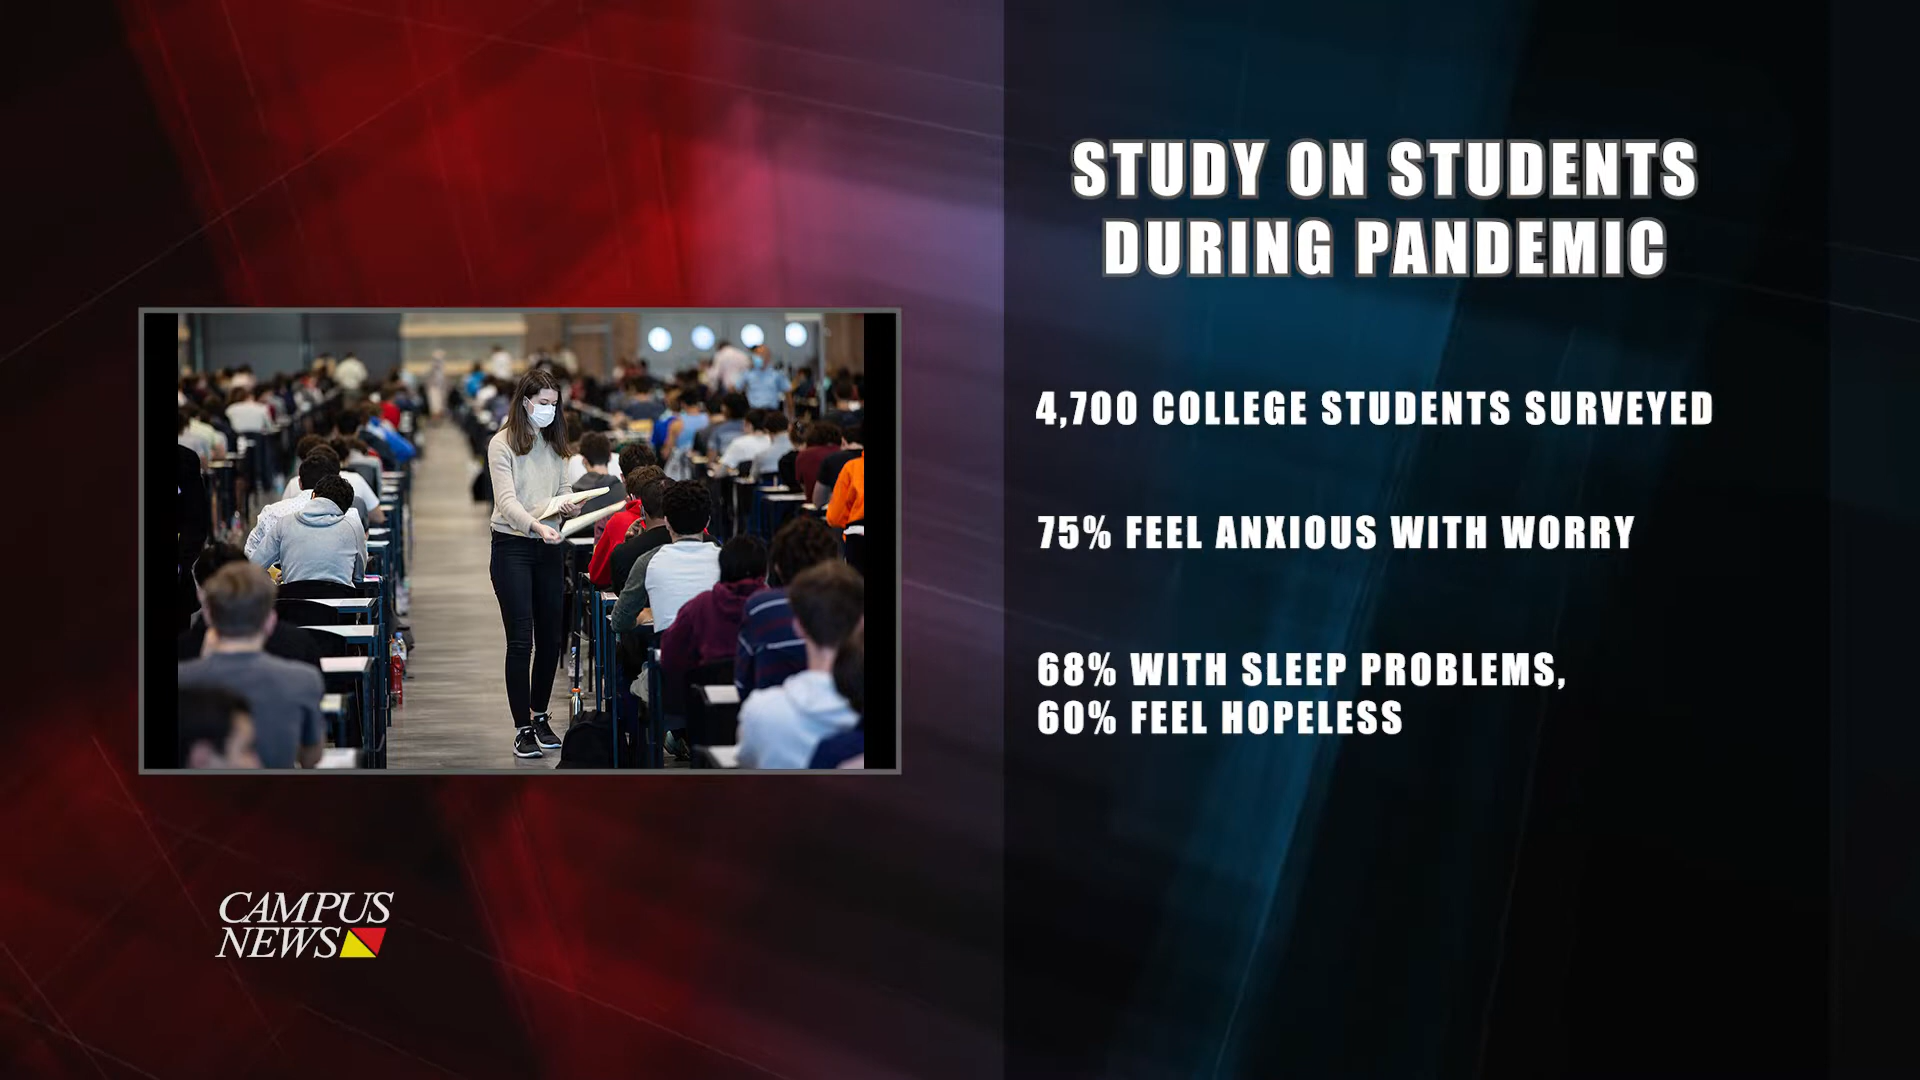 STUDY ON STUDENTS
DURING PANDEMIC
4,700 COLLEGE STUDENTS SURVEYED
75% FEEL ANXIOUS WITH WORRY
68% WITH SLEEP PROBLEMS,
60% FEEL HOPELESS
CAMPUS
NEWS